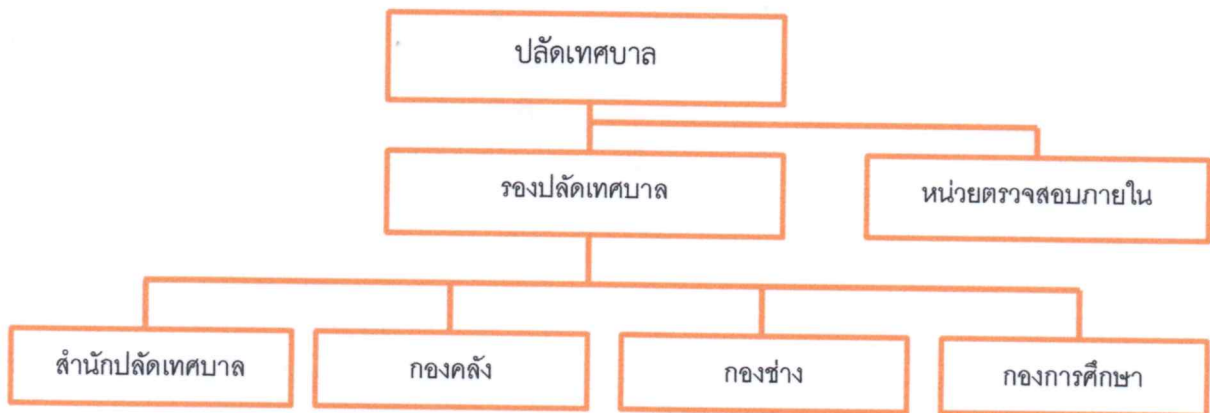 ปลัดเทศบาล
รองปลัดเทศบาล
หน่วยตรวจสอบภายใน
สำนักปลัดเทศบาล
กองคลัง
กองช่าง
กองการศึกษา